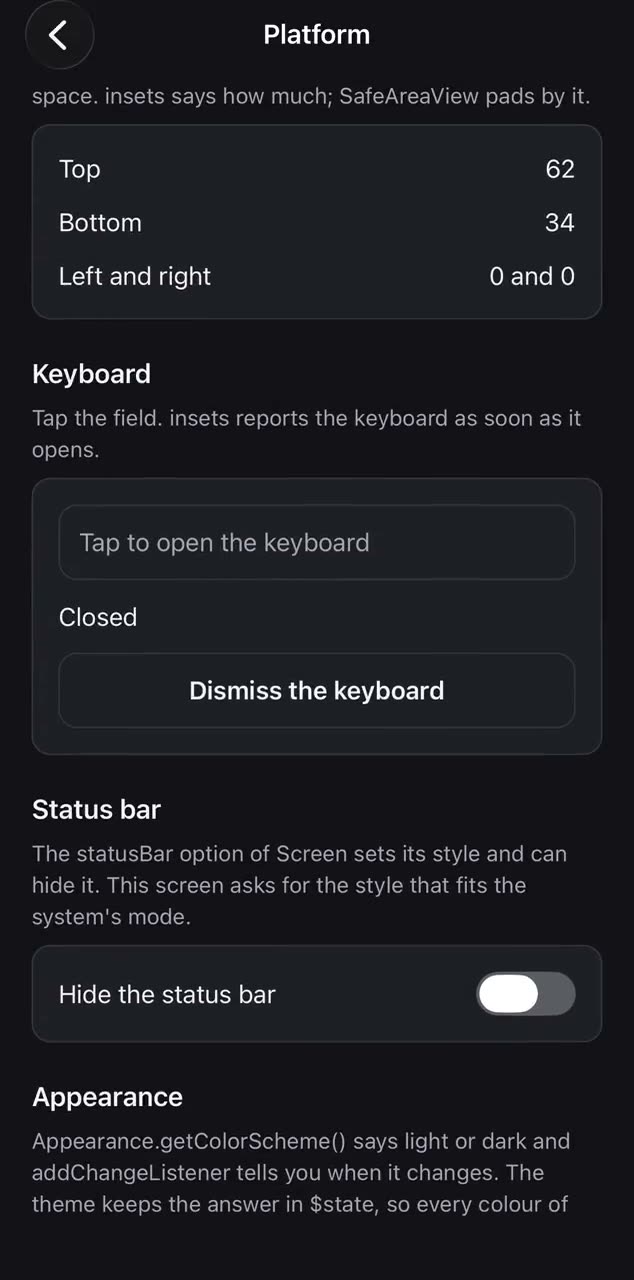 Platform
space. insets says how much; SafeAreaView pads by it.
Top 62
Bottom 34
Left and right 0 and 0
Keyboard
Tap the field. insets reports the keyboard as soon as it
opens.
Tap to open the keyboard
Closed
Dismiss the keyboard
Status bar
The statusBar option of Screen sets its style and can
hide it. This screen asks for the style that fits the
system's mode.
Hide the status bar
Appearance
Appearance.getColorScheme() says light or dark and
addChangeListener tells you when it changes. The
theme keeps the answer in $state, so every colour of